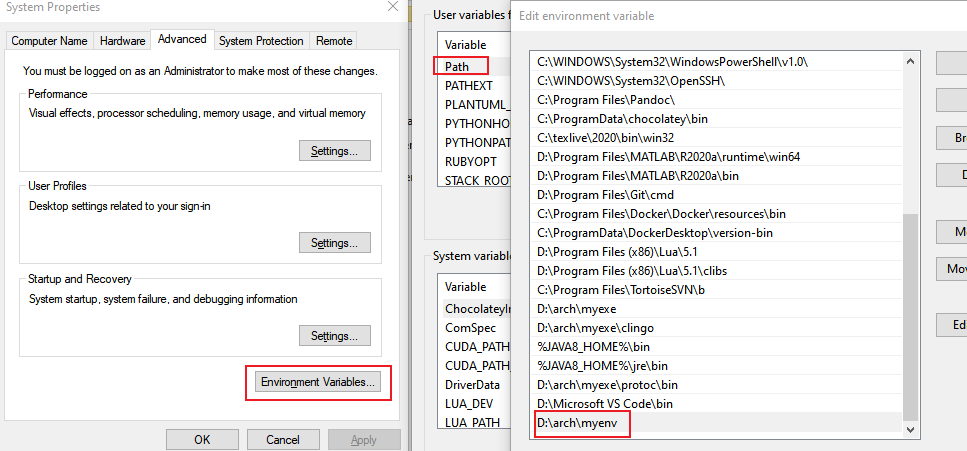 System Properties
Computer Name
Hardware
Advanced
System Protection
Remote
You must be logged on as an Administrator to make most of these changes.
Performance
Visual effects, processor scheduling, memory usage, and virtual memory
Settings...
User Profiles
Desktop settings related to your sign-in
Settings...
Startup and Recovery
System startup, system failure, and debugging information
Settings...
Environment Variables...
OK
Cancel
Apply
User variables f
Variable
Path
PATHEXT
PLANTUML_
PYTHONHO
PYTHONPAT
RUBYOPT
STACK_ROOT
System variable
Variable
ChocolateyIn
ComSpec
CUDA_PATH
CUDA_PATH_
DriverData
LUA_DEV
LUA_PATH
Edit environment variable
C:\WINDOWS\System32\WindowsPowerShell\v1.0\
C:\WINDOWS\System32\OpenSSH\
C:\Program Files\Pandoc\
C:\ProgramData\chocolatey\bin
C:\texlive\2020\bin\win32
D:\Program Files\MATLAB\R2020a\runtime\win64
D:\Program Files\MATLAB\R2020a\bin
D:\Program Files\Git\cmd
C:\Program Files\Docker\Docker\resources\bin
C:\ProgramData\DockerDesktop\version-bin
D:\Program Files (x86)\Lua\5.1
D:\Program Files (x86)\Lua\5.1\clibs
C:\Program Files\TortoiseSVN\b
D:\arch\myexe
D:\arch\myexe\clingo
%JAVA8_HOME%\bin
%JAVA8_HOME%\jre\bin
D:\arch\myexe\protoc\bin
D:\Microsoft VS Code\bin
D:\arch\myenv
Br
D
M
Mov
Edi